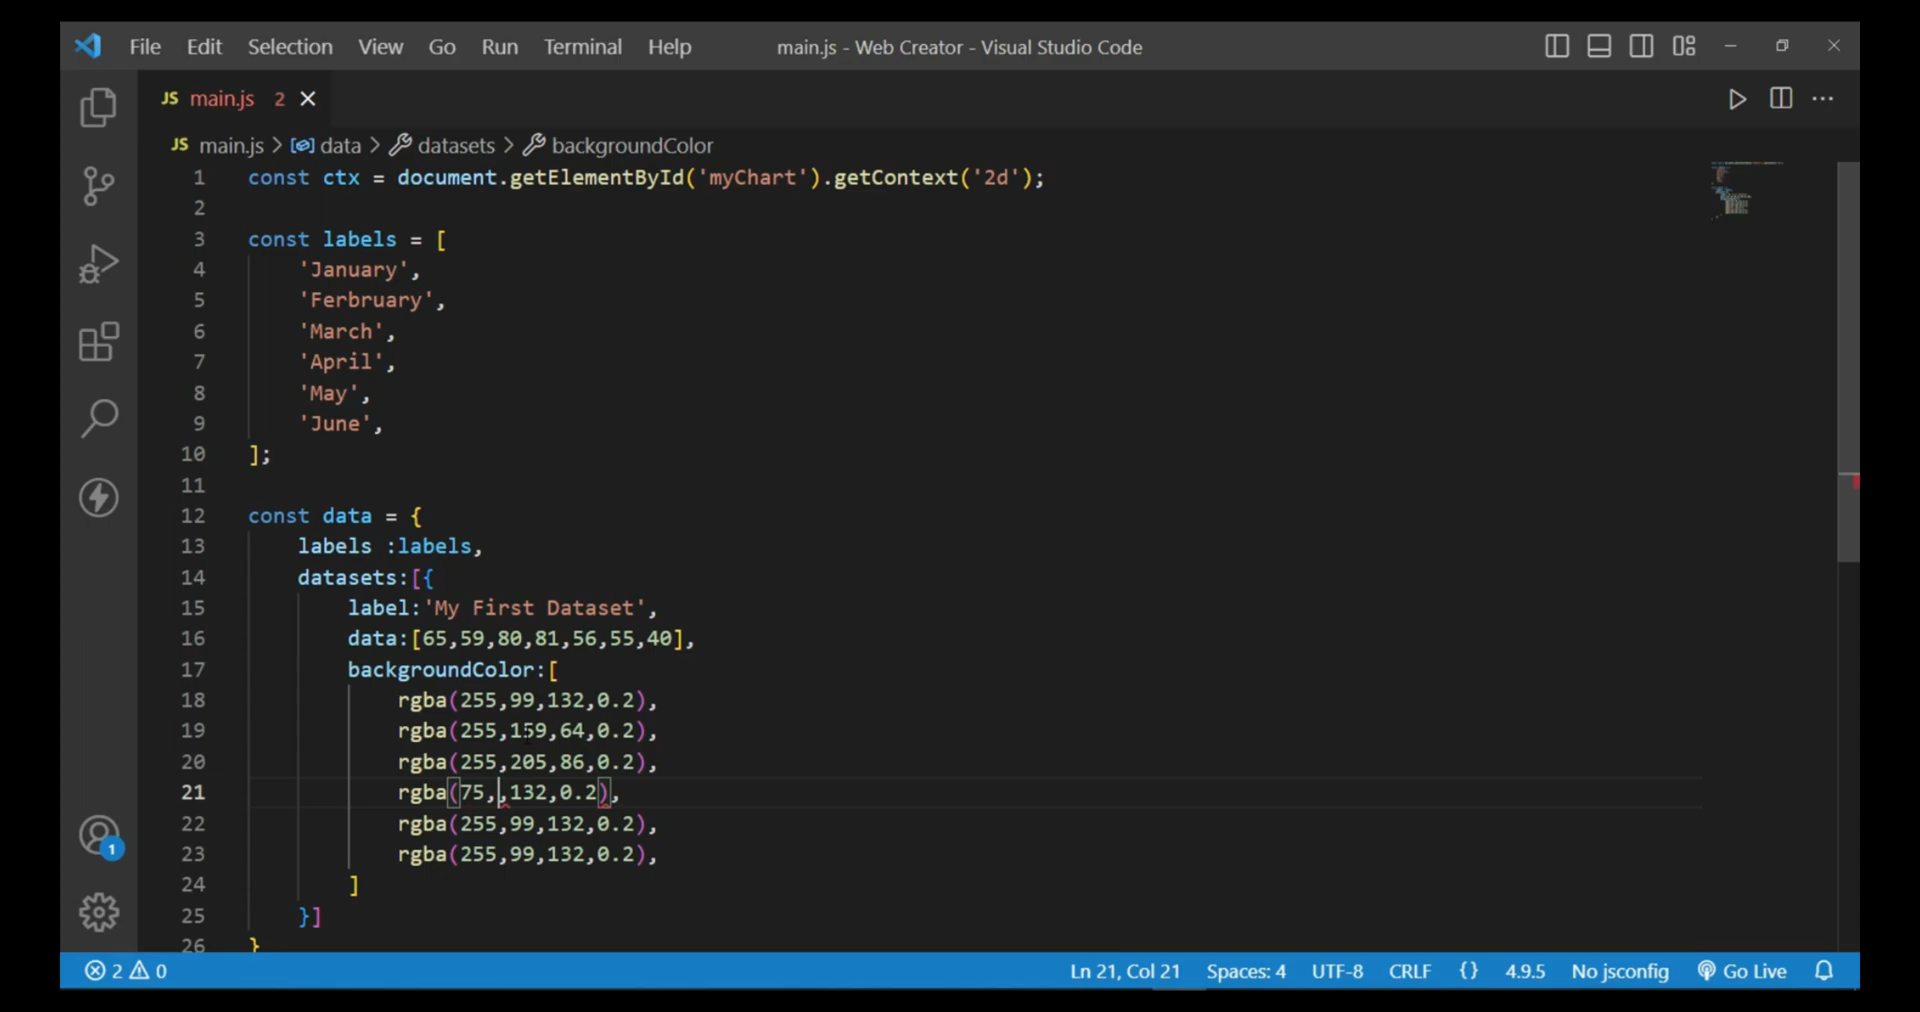 File Edit Selection View Go Run Terminal Help main.js - Web Creator - Visual Studio Code
JS main.js 2
JS main.js > data > datasets > backgroundColor
1 const ctx = document.getElementById('myChart').getContext('2d');
2
3 const labels = [
4 'January',
5 'Ferbruary',
6 'March',
7 'April',
8 'May',
9 'June',
10 ];
11
12 const data = {
13 labels :labels,
14 datasets:[{
15 label:'My First Dataset',
16 data:[65,59,80,81,56,55,40],
17 backgroundColor:[
18 rgba(255,99,132,0.2),
19 rgba(255,159,64,0.2),
20 rgba(255,205,86,0.2),
21 rgba(75,,132,0.2),
22 rgba(255,99,132,0.2),
23 rgba(255,99,132,0.2),
24 ]
25 }]
26 }
1
2 0 Ln 21, Col 21 Spaces: 4 UTF-8 CRLF {} 4.9.5 No jsconfig Go Live